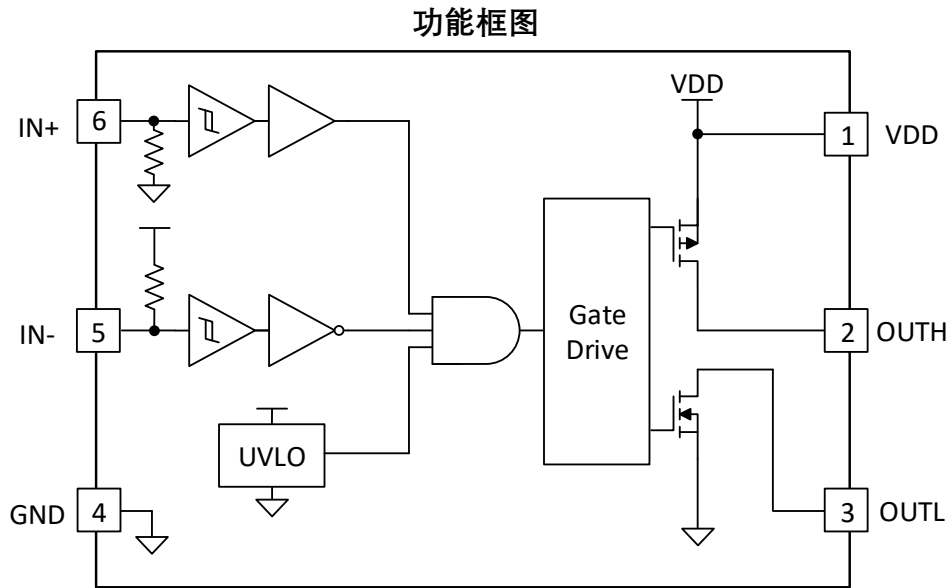 功能框图
VDD
IN+
6
1
VDD
IN-
5
Gate
Drive
2
OUTH
UVLO
GND
4
3
OUTL